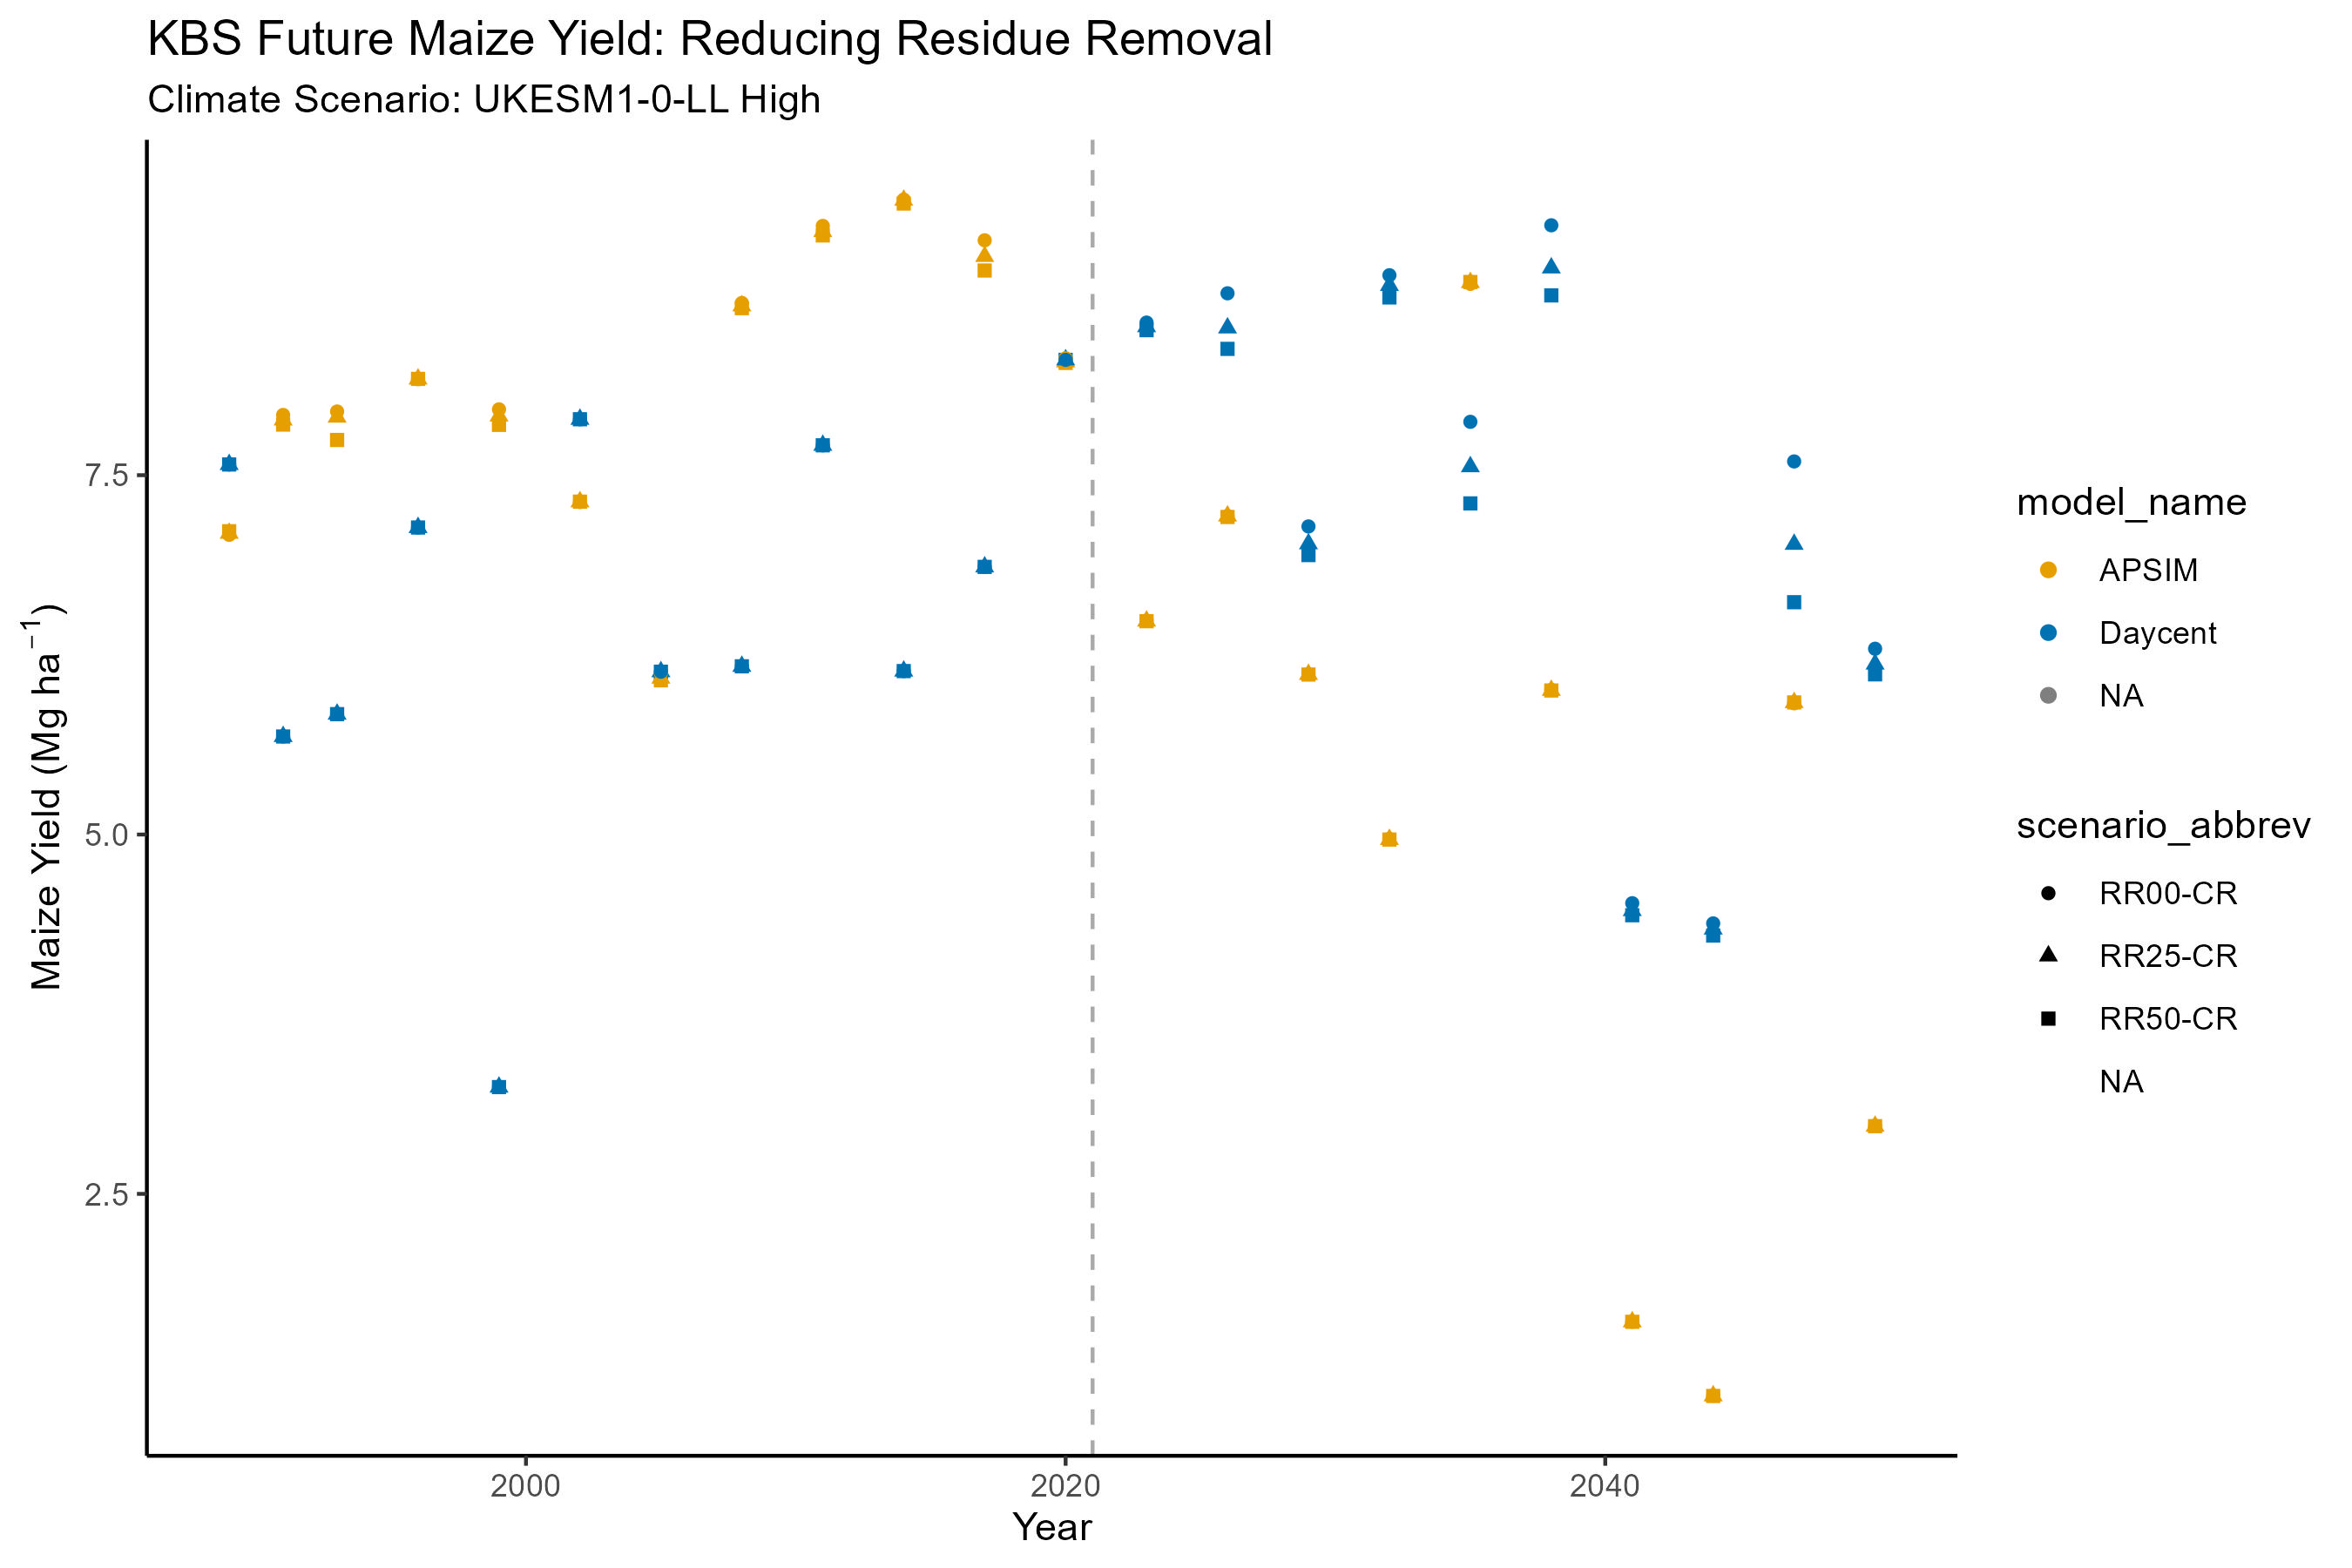 KBS Future Maize Yield: Reducing Residue Removal
Climate Scenario: UKESM1-0-LL High
Maize Yield (Mg ha⁻¹)
7.5
5.0
2.5
2000
2020
2040
Year
model_name
APSIM
Daycent
NA
scenario_abbrev
RR00-CR
RR25-CR
RR50-CR
NA